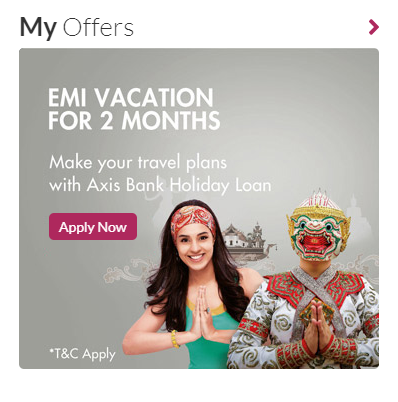 My Offers
EMI VACATION
FOR 2 MONTHS
Make your travel plans
with Axis Bank Holiday Loan
Apply Now
*T&C Apply